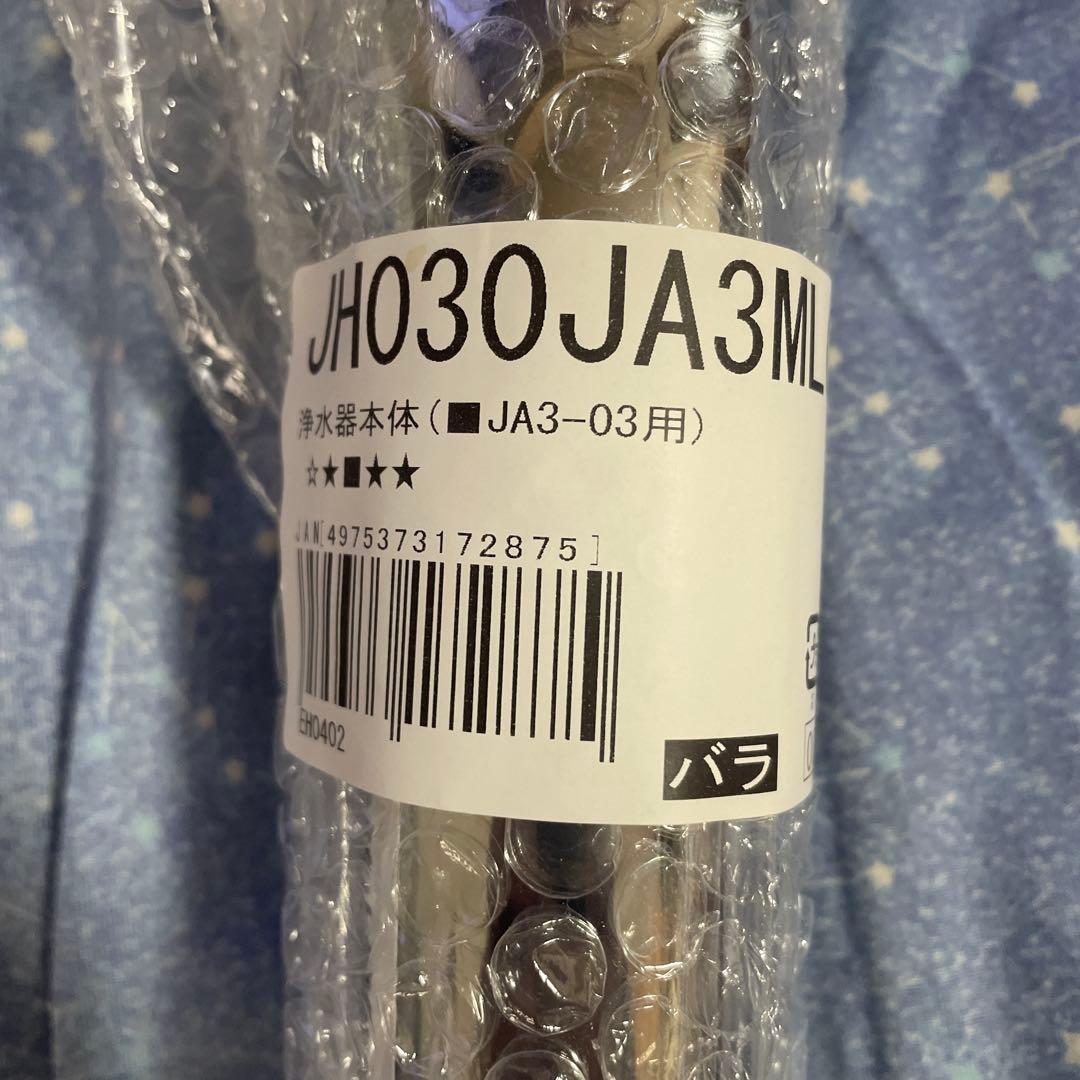 JH030JA3ML
浄水器本体(■JA3-03用)
☆★■★★
JAN[4975373172875]
EH0402
バラ